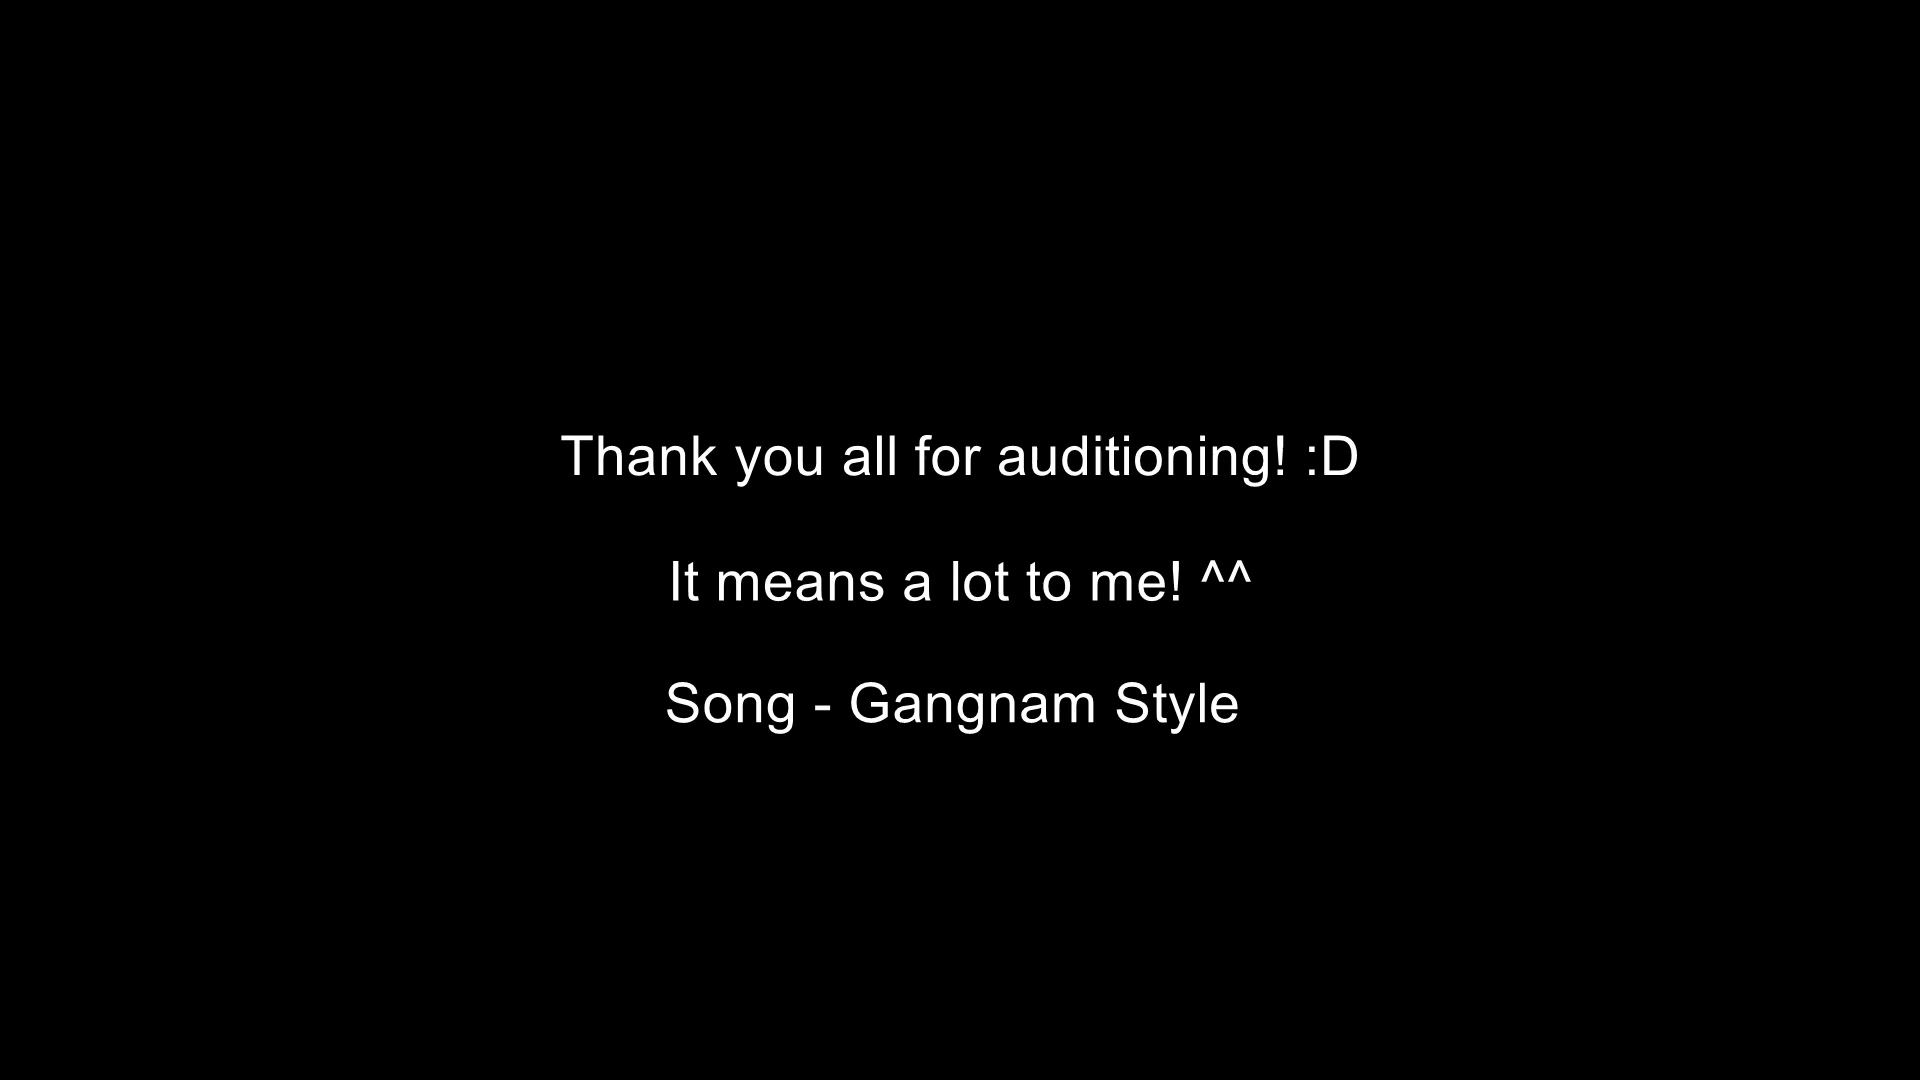 Thank you all for auditioning! :D
It means a lot to me! ^^
Song - Gangnam Style